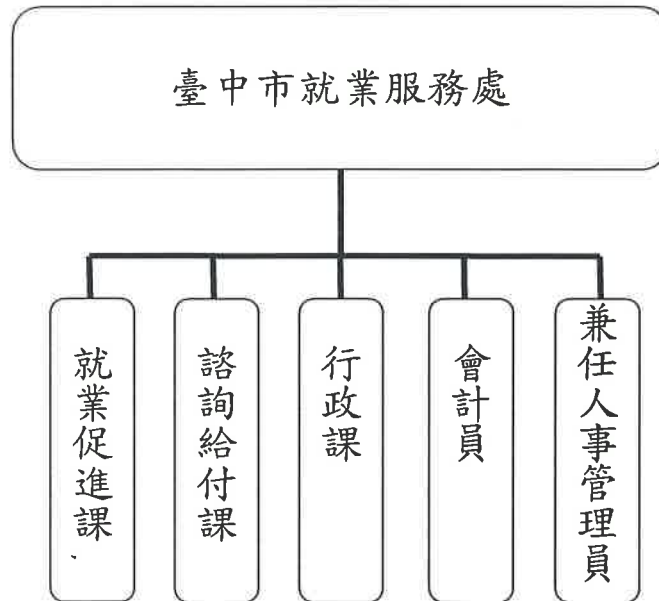 臺中市就業服務處
就業促進課
諮詢給付課
行政課
會計員
兼任人事管理員